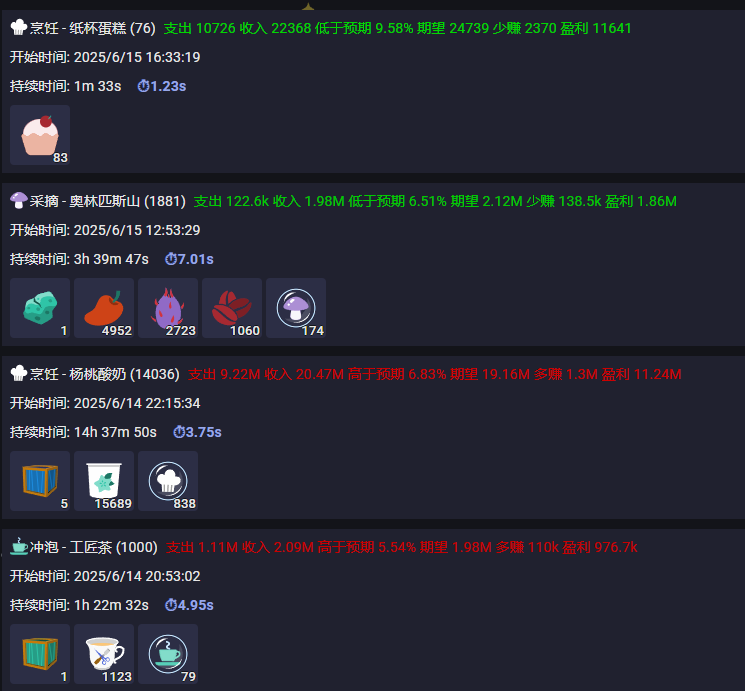 烹饪 - 纸杯蛋糕 (76) 支出 10726 收入 22368 低于预期 9.58% 期望 24739 少赚 2370 盈利 11641
开始时间: 2025/6/15 16:33:19
持续时间: 1m 33s ⏱1.23s
83
采摘 - 奥林匹斯山 (1881) 支出 122.6k 收入 1.98M 低于预期 6.51% 期望 2.12M 少赚 138.5k 盈利 1.86M
开始时间: 2025/6/15 12:53:29
持续时间: 3h 39m 47s ⏱7.01s
1 4952 2723 1060 174
烹饪 - 杨桃酸奶 (14036) 支出 9.22M 收入 20.47M 高于预期 6.83% 期望 19.16M 多赚 1.3M 盈利 11.24M
开始时间: 2025/6/14 22:15:34
持续时间: 14h 37m 50s ⏱3.75s
5 15689 838
冲泡 - 工匠茶 (1000) 支出 1.11M 收入 2.09M 高于预期 5.54% 期望 1.98M 多赚 110k 盈利 976.7k
开始时间: 2025/6/14 20:53:02
持续时间: 1h 22m 32s ⏱4.95s
1 1123 79